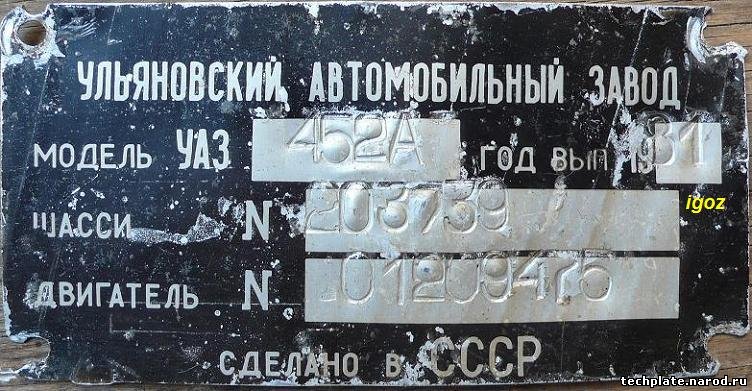 УЛЬЯНОВСКИЙ АВТОМОБИЛЬНЫЙ ЗАВОД
МОДЕЛЬ УАЗ 452А ГОД ВЫП 1981
igoz
ШАССИ N 203739
ДВИГАТЕЛЬ N 01209475
СДЕЛАНО В СССР
techplate.narod.ru